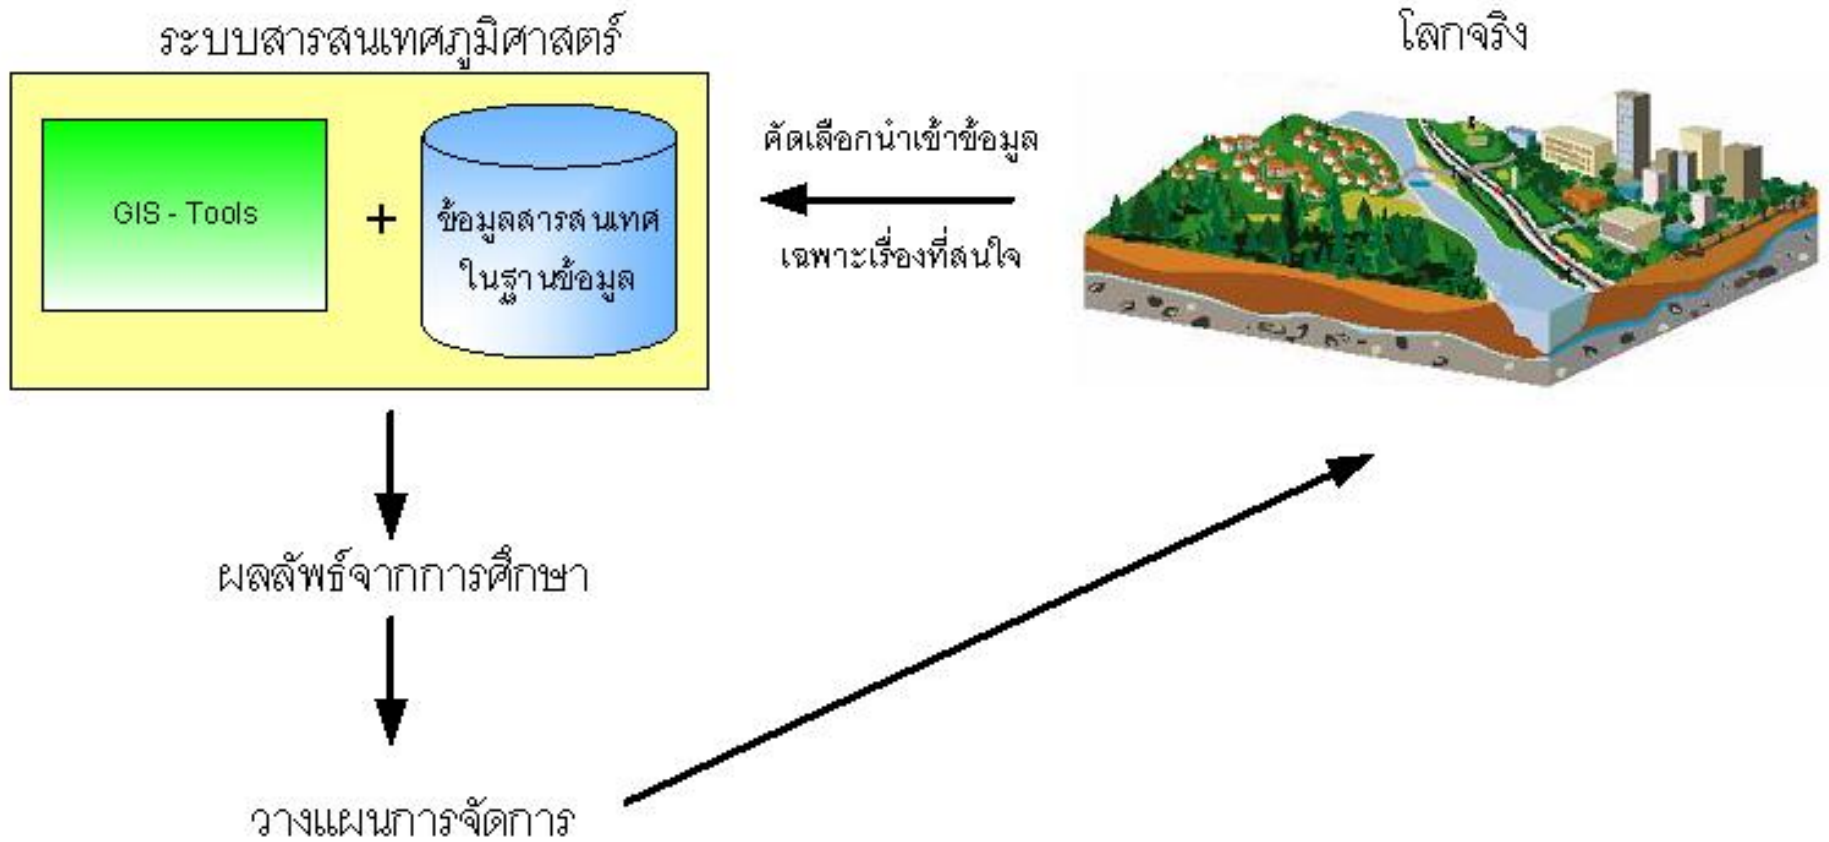 ระบบสารสนเทศภูมิศาสตร์
โลกจริง
GIS - Tools
+
ข้อมูลสารสนเทศ
ในฐานข้อมูล
คัดเลือกนำเข้าข้อมูล
เฉพาะเรื่องที่สนใจ
ผลลัพธ์จากการศึกษา
วางแผนการจัดการ